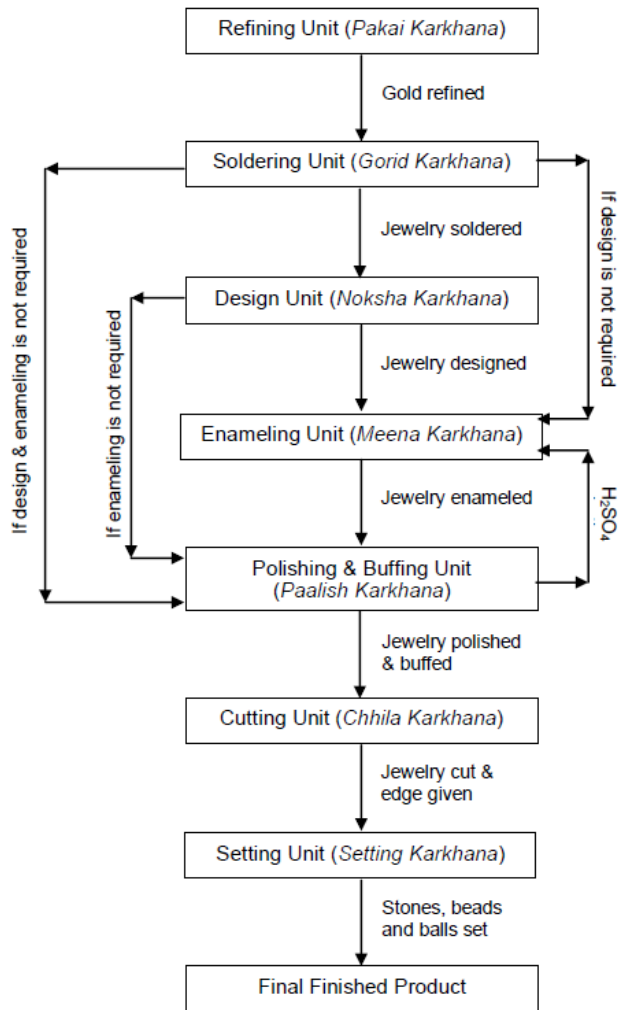 Refining Unit (Pakai Karkhana)
Gold refined
Soldering Unit (Gorid Karkhana)
If design & enameling is not required
If design is not required
Jewelry soldered
Design Unit (Noksha Karkhana)
If enameling is not required
Jewelry designed
Enameling Unit (Meena Karkhana)
Jewelry enameled
H₂SO₄
Polishing & Buffing Unit
(Paalish Karkhana)
Jewelry polished
& buffed
Cutting Unit (Chhila Karkhana)
Jewelry cut &
edge given
Setting Unit (Setting Karkhana)
Stones, beads
and balls set
Final Finished Product